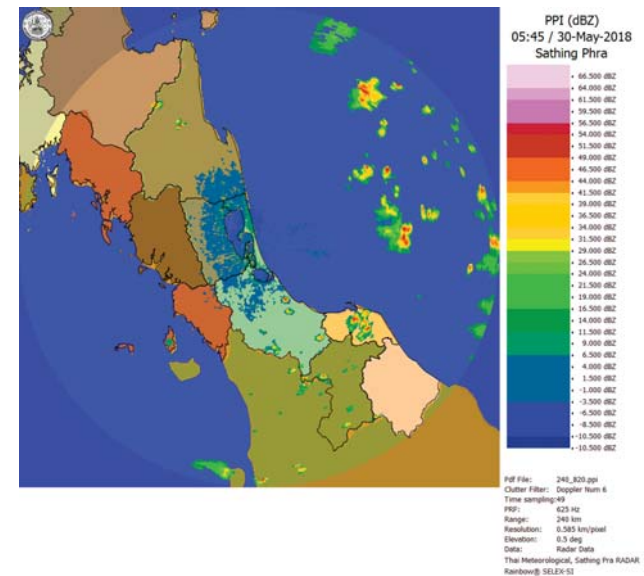 PPI (dBZ)
05:45 / 30-May-2018
Sathing Phra
66.500 dBZ
64.000 dBZ
61.500 dBZ
59.500 dBZ
56.500 dBZ
54.000 dBZ
51.500 dBZ
49.000 dBZ
46.500 dBZ
44.000 dBZ
41.500 dBZ
39.000 dBZ
36.500 dBZ
34.000 dBZ
31.500 dBZ
29.000 dBZ
26.500 dBZ
24.000 dBZ
21.500 dBZ
19.000 dBZ
16.500 dBZ
14.000 dBZ
11.500 dBZ
9.000 dBZ
6.500 dBZ
4.000 dBZ
1.500 dBZ
-1.000 dBZ
-3.500 dBZ
-6.500 dBZ
-8.500 dBZ
-10.500 dBZ
-10.500 dBZ
Pdf File: 240_820.ppi
Clutter Filter: Doppler Num 6
Time sampling:49
PRF: 625 Hz
Range: 240 km
Resolution: 0.585 km/pixel
Elevation: 0.5 deg
Data: Radar Data
Thai Meteorological, Sathing Pra RADAR
Rainbow® SELEX-SI